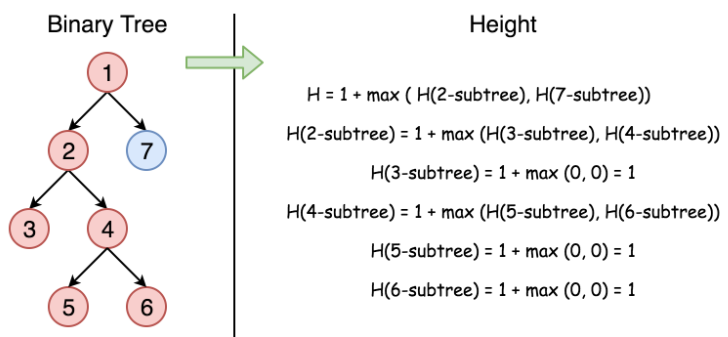 Binary Tree
1
2
7
3
4
5
6
Height
H = 1 + max ( H(2-subtree), H(7-subtree))
H(2-subtree) = 1 + max (H(3-subtree), H(4-subtree))
H(3-subtree) = 1 + max (0, 0) = 1
H(4-subtree) = 1 + max (H(5-subtree), H(6-subtree))
H(5-subtree) = 1 + max (0, 0) = 1
H(6-subtree) = 1 + max (0, 0) = 1